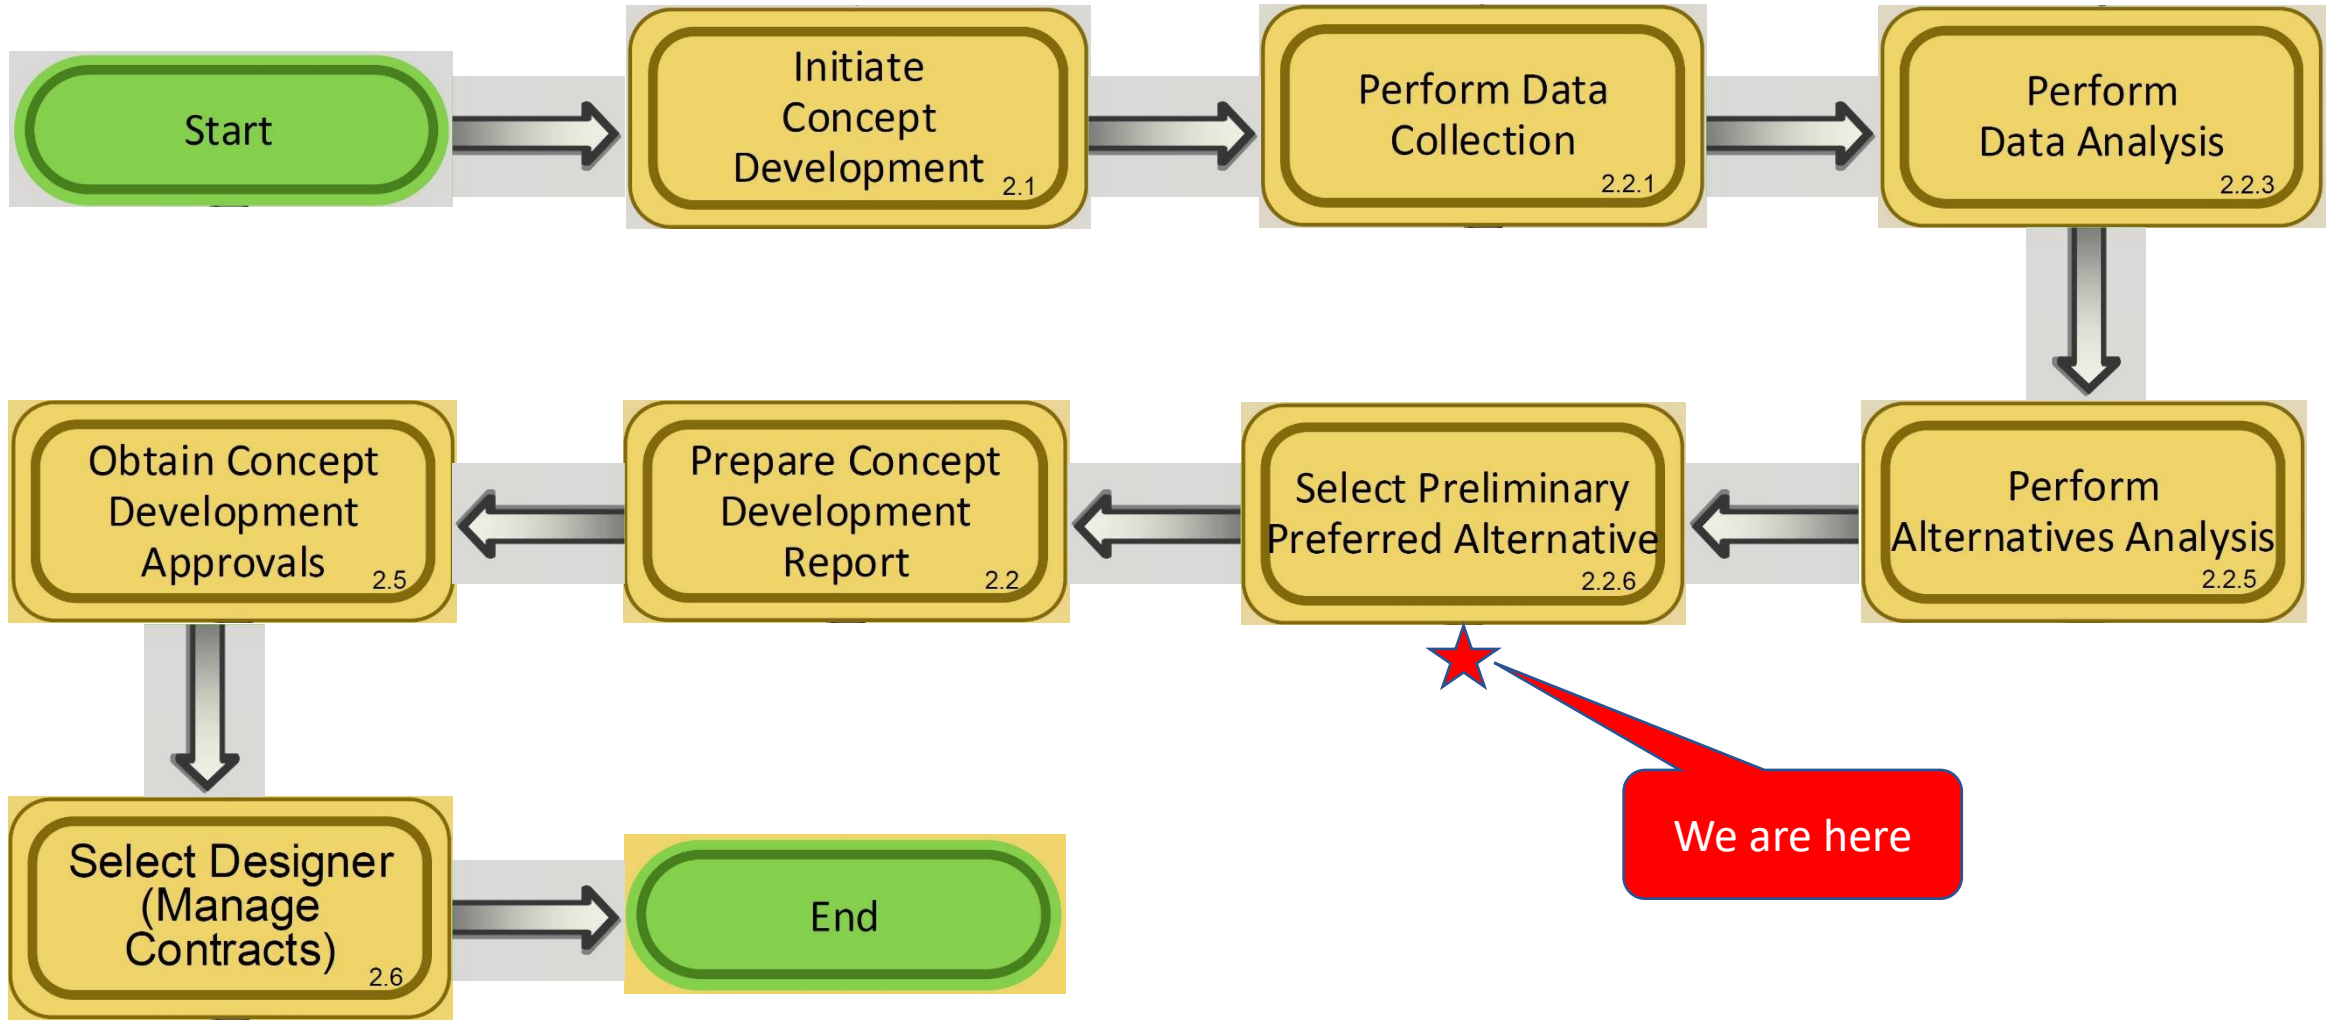 Start
Initiate
Concept
Development
2.1
Perform Data
Collection
2.2.1
Perform
Data Analysis
2.2.3
Perform
Alternatives Analysis
2.2.5
Select Preliminary
Preferred Alternative
2.2.6
Prepare Concept
Development
Report
2.2
Obtain Concept
Development
Approvals
2.5
We are here
Select Designer
(Manage
Contracts)
2.6
End